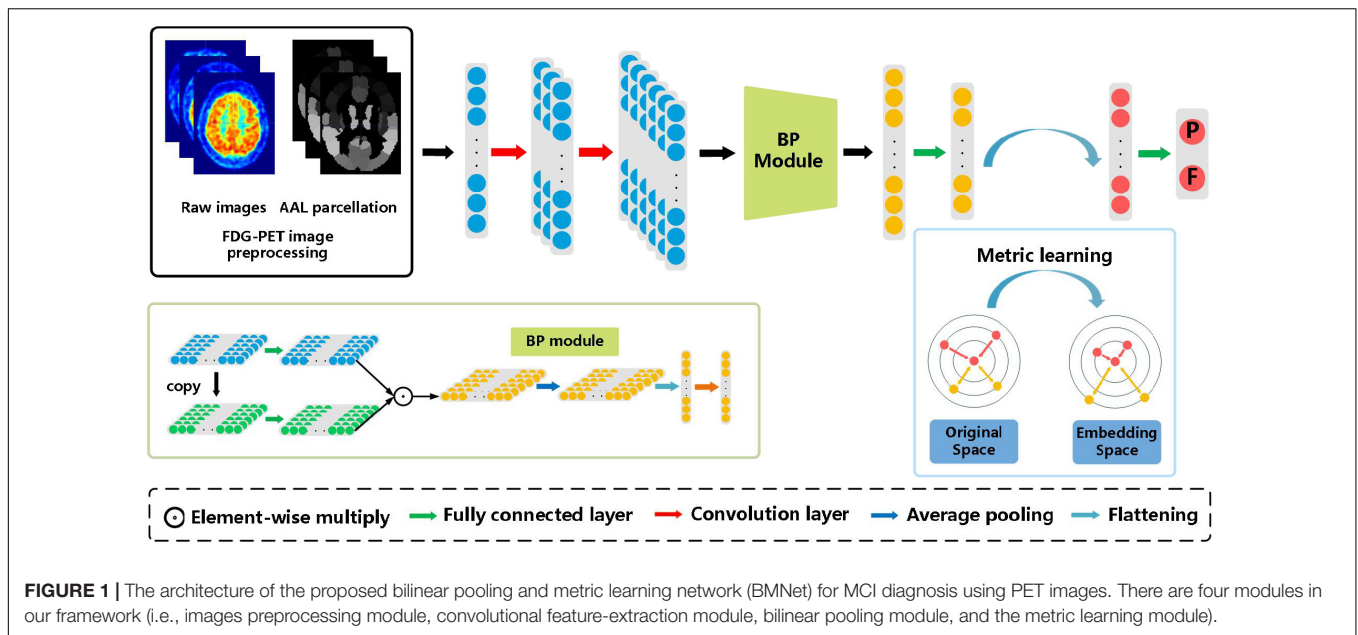 Raw images
AAL parcellation
FDG-PET image
preprocessing
BP
Module
P
F
Metric learning
Original
Space
Embedding
Space
BP module
copy
Element-wise multiply
Fully connected layer
Convolution layer
Average pooling
Flattening
FIGURE 1 | The architecture of the proposed bilinear pooling and metric learning network (BMNet) for MCI diagnosis using PET images. There are four modules in
our framework (i.e., images preprocessing module, convolutional feature-extraction module, bilinear pooling module, and the metric learning module).